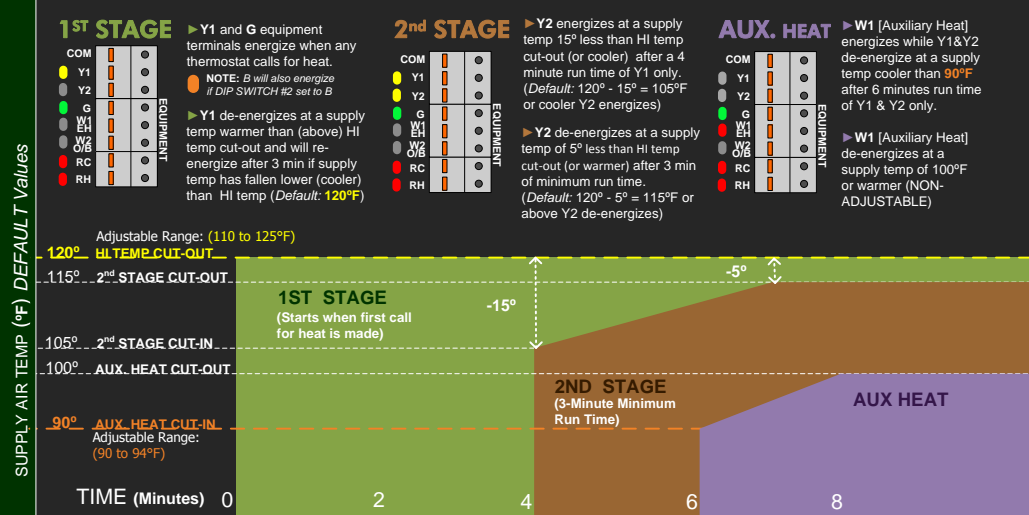 1ST STAGE
COM
Y1
Y2
G
W1
EH
W2
O/B
RC
RH
EQUIPMENT
►Y1 and G equipment
terminals energize when any
thermostat calls for heat.
NOTE: B will also energize
if DIP SWITCH #2 set to B
►Y1 de-energizes at a supply
temp warmer than (above) HI
temp cut-out and will re-
energize after 3 min if supply
temp has fallen lower (cooler)
than HI temp (Default: 120ºF)
2nd STAGE
COM
Y1
Y2
G
W1
EH
W2
O/B
RC
RH
EQUIPMENT
►Y2 energizes at a supply
temp 15º less than HI temp
cut-out (or cooler) after a 4
minute run time of Y1 only.
(Default: 120º - 15º = 105ºF
or cooler Y2 energizes)
►Y2 de-energizes at a supply
temp of 5º less than HI temp
cut-out (or warmer) after 3 min
of minimum run time.
(Default: 120º - 5º = 115ºF or
above Y2 de-energizes)
AUX. HEAT
COM
Y1
Y2
G
W1
EH
W2
O/B
RC
RH
EQUIPMENT
►W1 [Auxiliary Heat]
energizes while Y1&Y2
de-energize at a supply
temp cooler than 90ºF
after 6 minutes run time
of Y1 & Y2 only.
►W1 [Auxiliary Heat]
de-energizes at a
supply temp of 100ºF
or warmer (NON-
ADJUSTABLE)
SUPPLY AIR TEMP (ºF) DEFAULT Values
Adjustable Range: (110 to 125°F)
120º HI TEMP CUT-OUT
115º 2nd STAGE CUT-OUT
105º 2nd STAGE CUT-IN
100º AUX. HEAT CUT-OUT
90º AUX. HEAT CUT-IN
Adjustable Range:
(90 to 94°F)
1ST STAGE
(Starts when first call
for heat is made)
-15º
-5º
2ND STAGE
(3-Minute Minimum
Run Time)
AUX HEAT
TIME (Minutes) 0 2 4 6 8